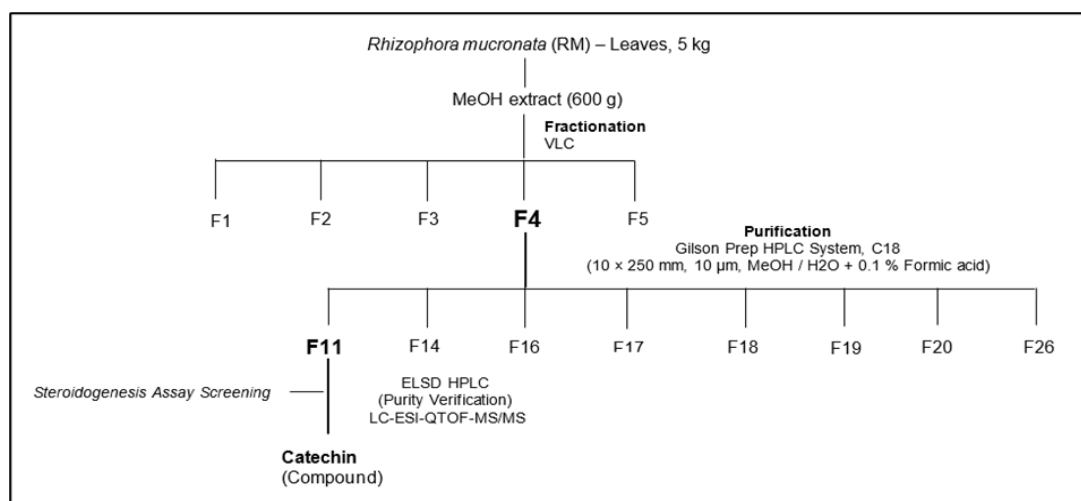 Rhizophora mucronata (RM) – Leaves, 5 kg
MeOH extract (600 g)
Fractionation
VLC
F1 F2 F3 F4 F5
Purification
Gilson Prep HPLC System, C18
(10 × 250 mm, 10 µm, MeOH / H2O + 0.1 % Formic acid)
F11 F14 F16 F17 F18 F19 F20 F26
Steroidogenesis Assay Screening
ELSD HPLC
(Purity Verification)
LC-ESI-QTOF-MS/MS
Catechin
(Compound)